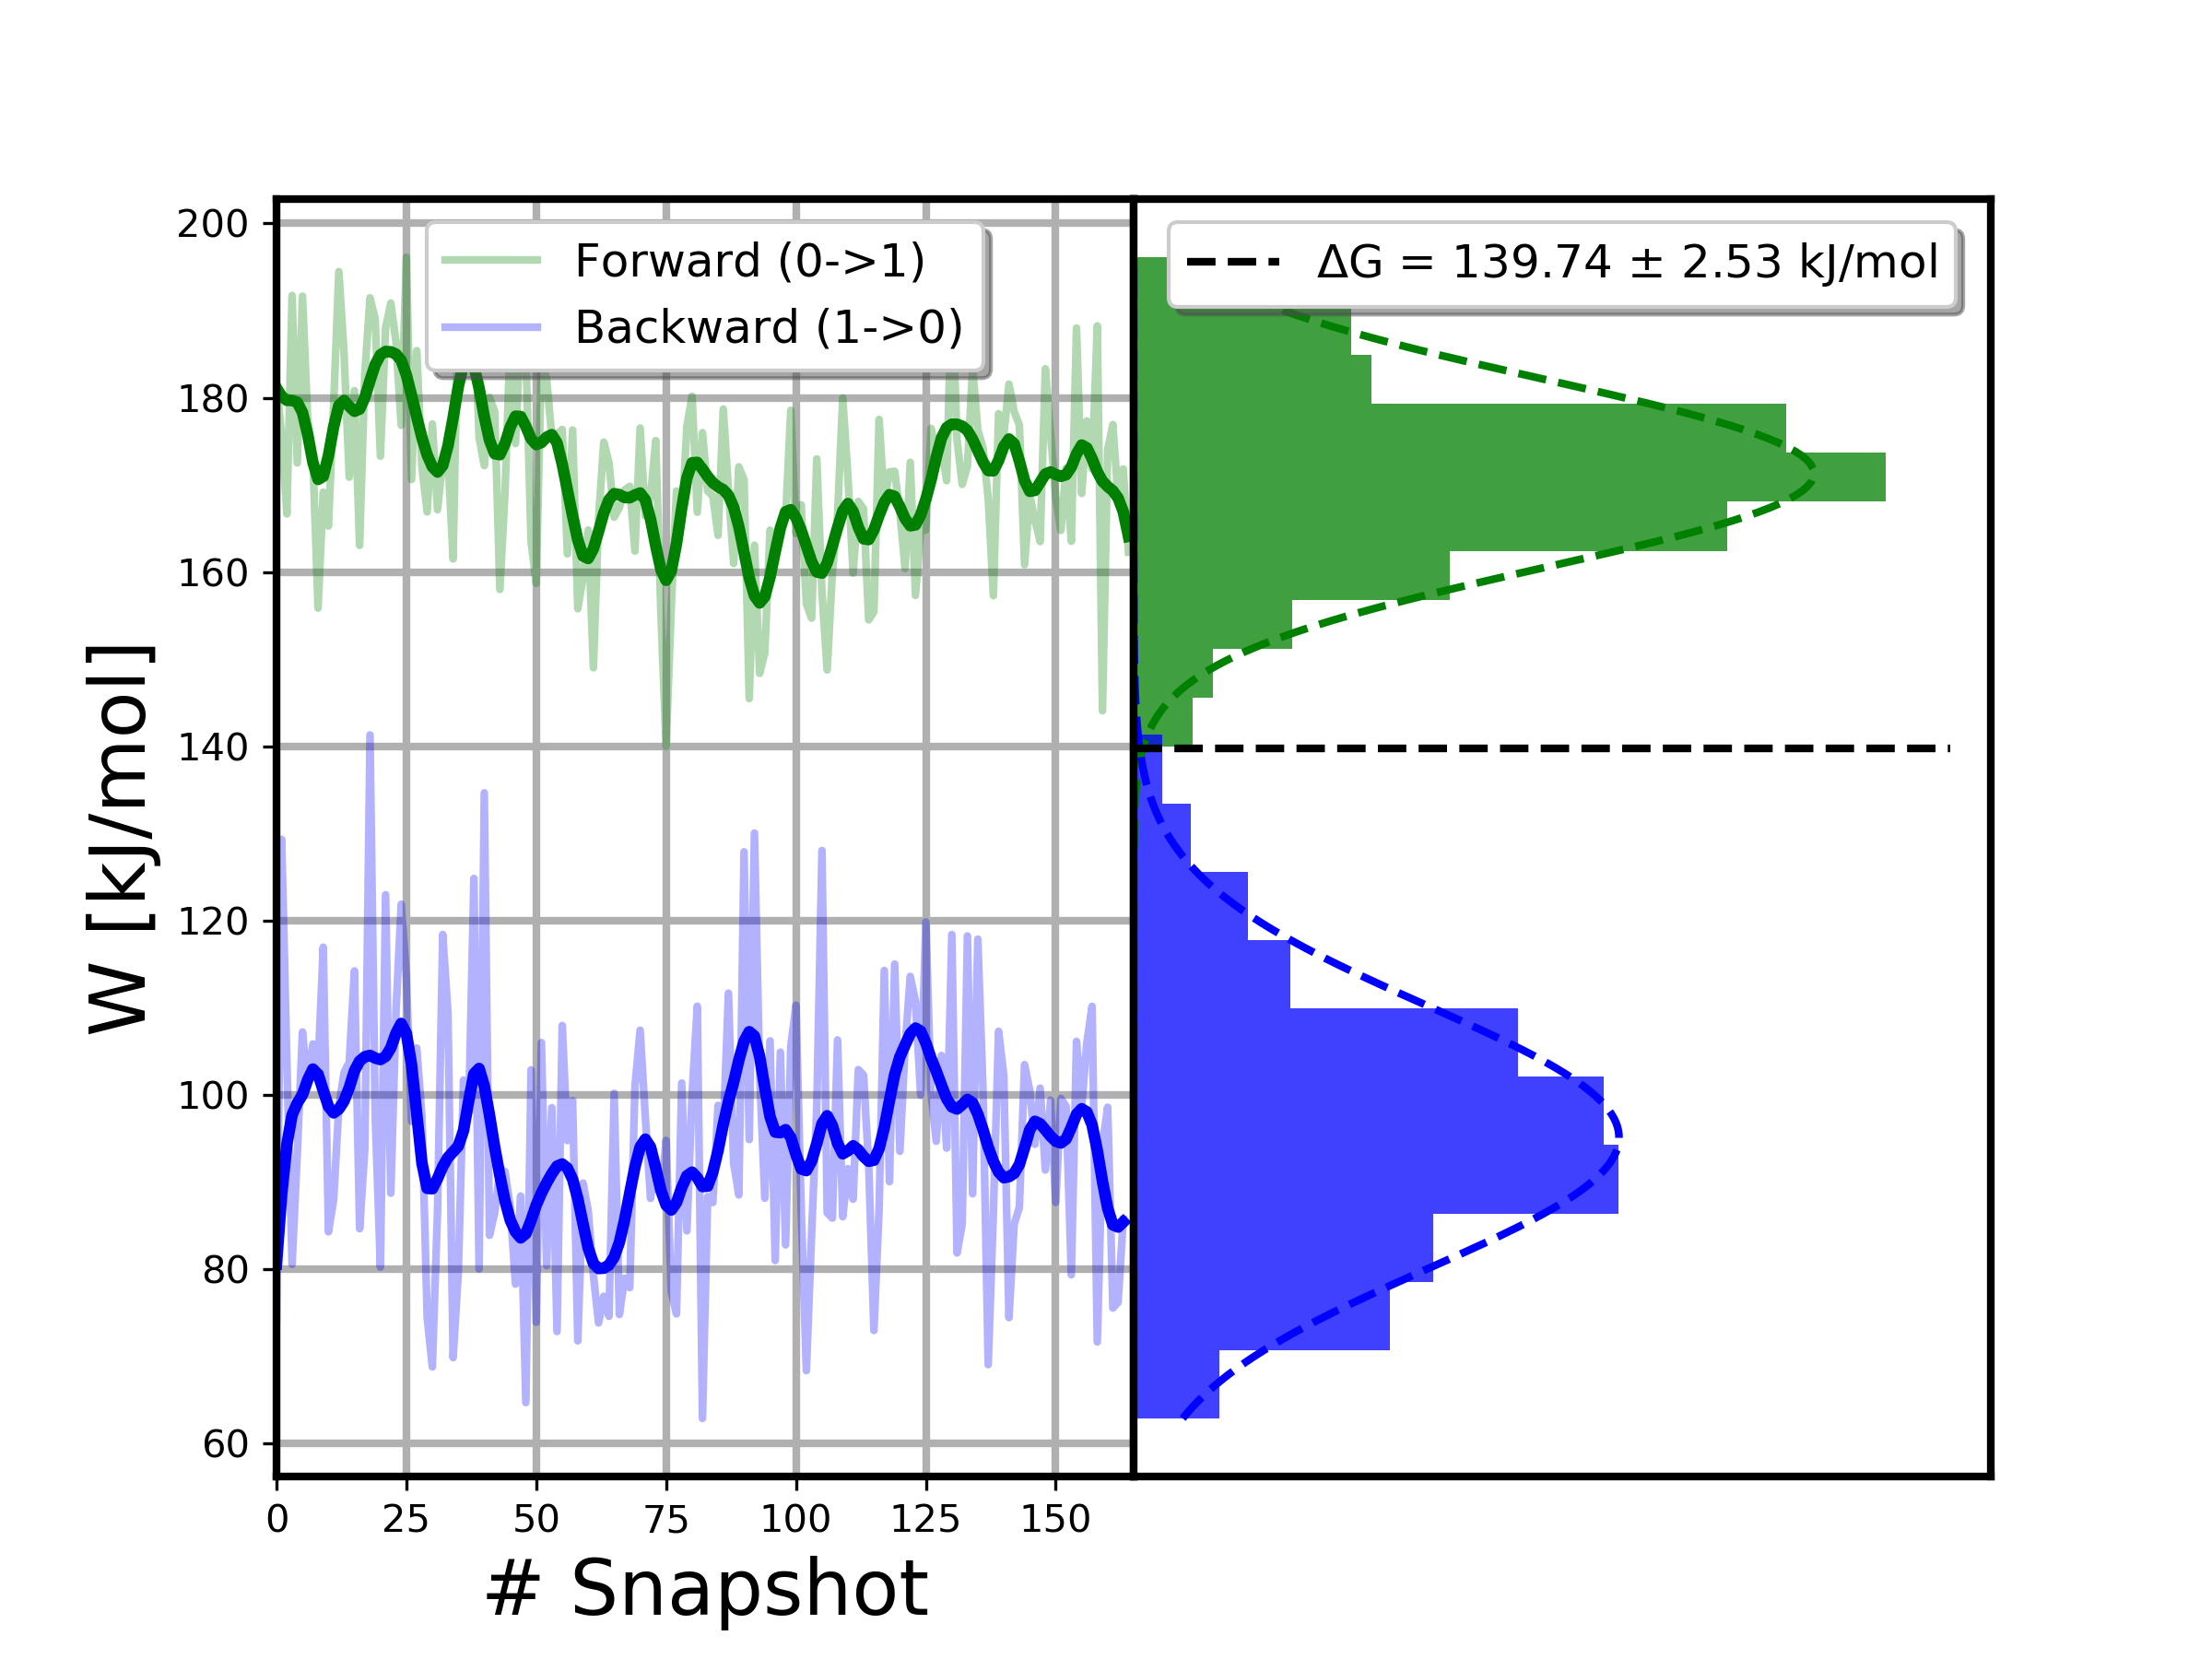 Forward (0->1)
Backward (1->0)
ΔG = 139.74 ± 2.53 kJ/mol
W [kJ/mol]
200
180
160
140
120
100
80
60
0 25 50 75 100 125 150
# Snapshot